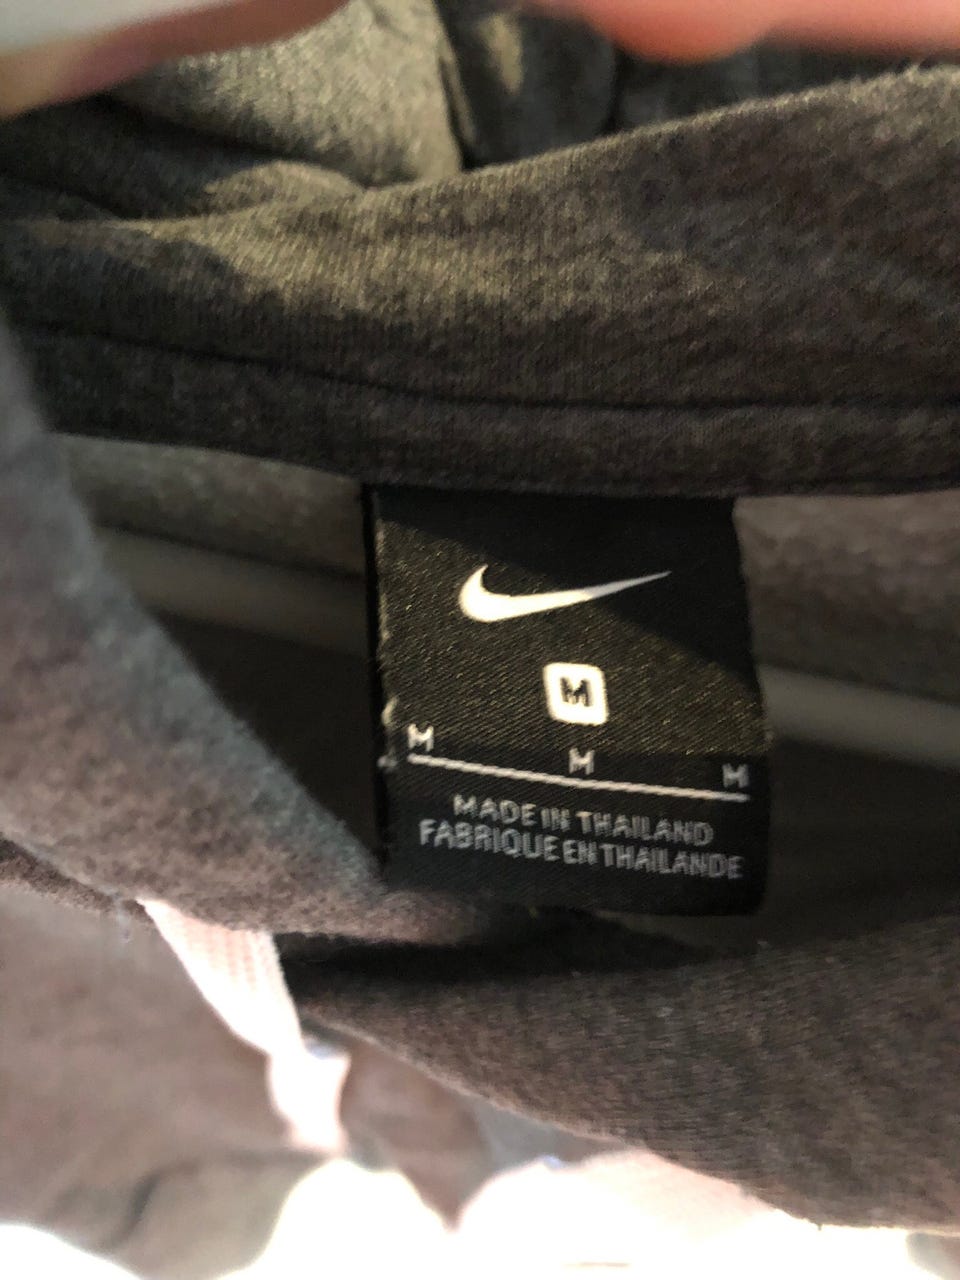 M
M M M
MADE IN THAILAND
FABRIQUE EN THAILANDE